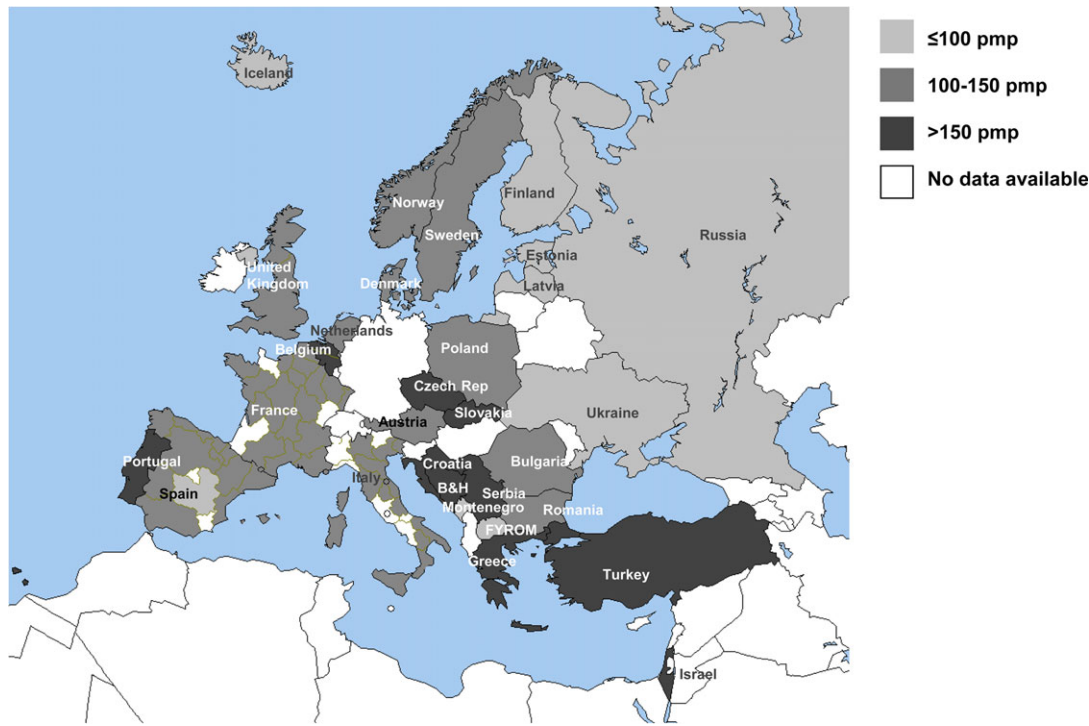 ≤100 pmp
100-150 pmp
>150 pmp
No data available
Iceland
Finland
Norway
Sweden
Russia
Estonia
Latvia
United
Kingdom
Denmark
Netherlands
Belgium
Poland
Czech Rep
Slovakia
Ukraine
France
Austria
Portugal
Spain
Italy
Croatia
B&H
Serbia
Bulgaria
Montenegro
Romania
FYROM
Greece
Turkey
Israel